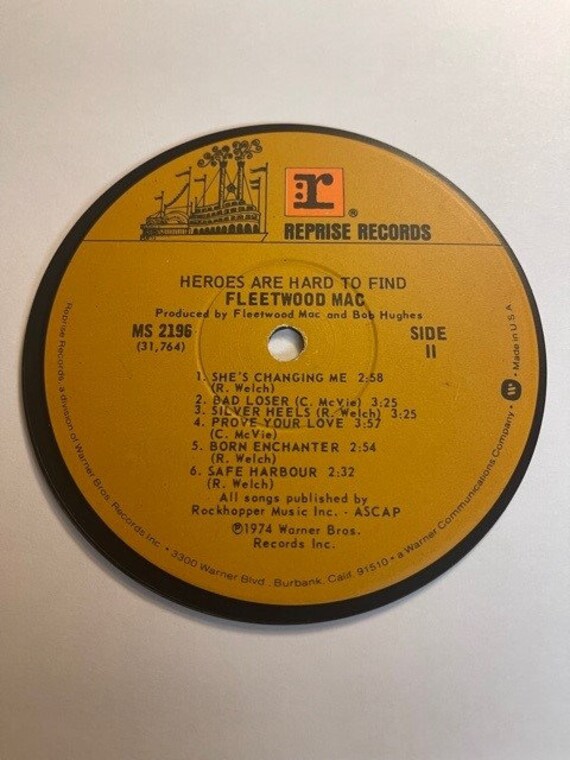 r
®
REPRISE RECORDS
HEROES ARE HARD TO FIND
FLEETWOOD MAC
Produced by Fleetwood Mac and Bob Hughes
MS 2196
(31,764)
SIDE
II
1. SHE'S CHANGING ME 2:58
(R. Welch)
2. BAD LOSER (C. McVie) 3:25
3. SILVER HEELS (R. Welch) 3:25
4. PROVE YOUR LOVE 3:57
(C. McVie)
5. BORN ENCHANTER 2:54
(R. Welch)
6. SAFE HARBOUR 2:32
(R. Welch)
All songs published by
Rockhopper Music Inc. - ASCAP
℗1974 Warner Bros.
Records Inc.
Reprise Records, a division of Warner Bros. Records Inc. • 3300 Warner Blvd., Burbank, Calif. 91510 • a Warner Communications Company • W • Made in U.S.A.